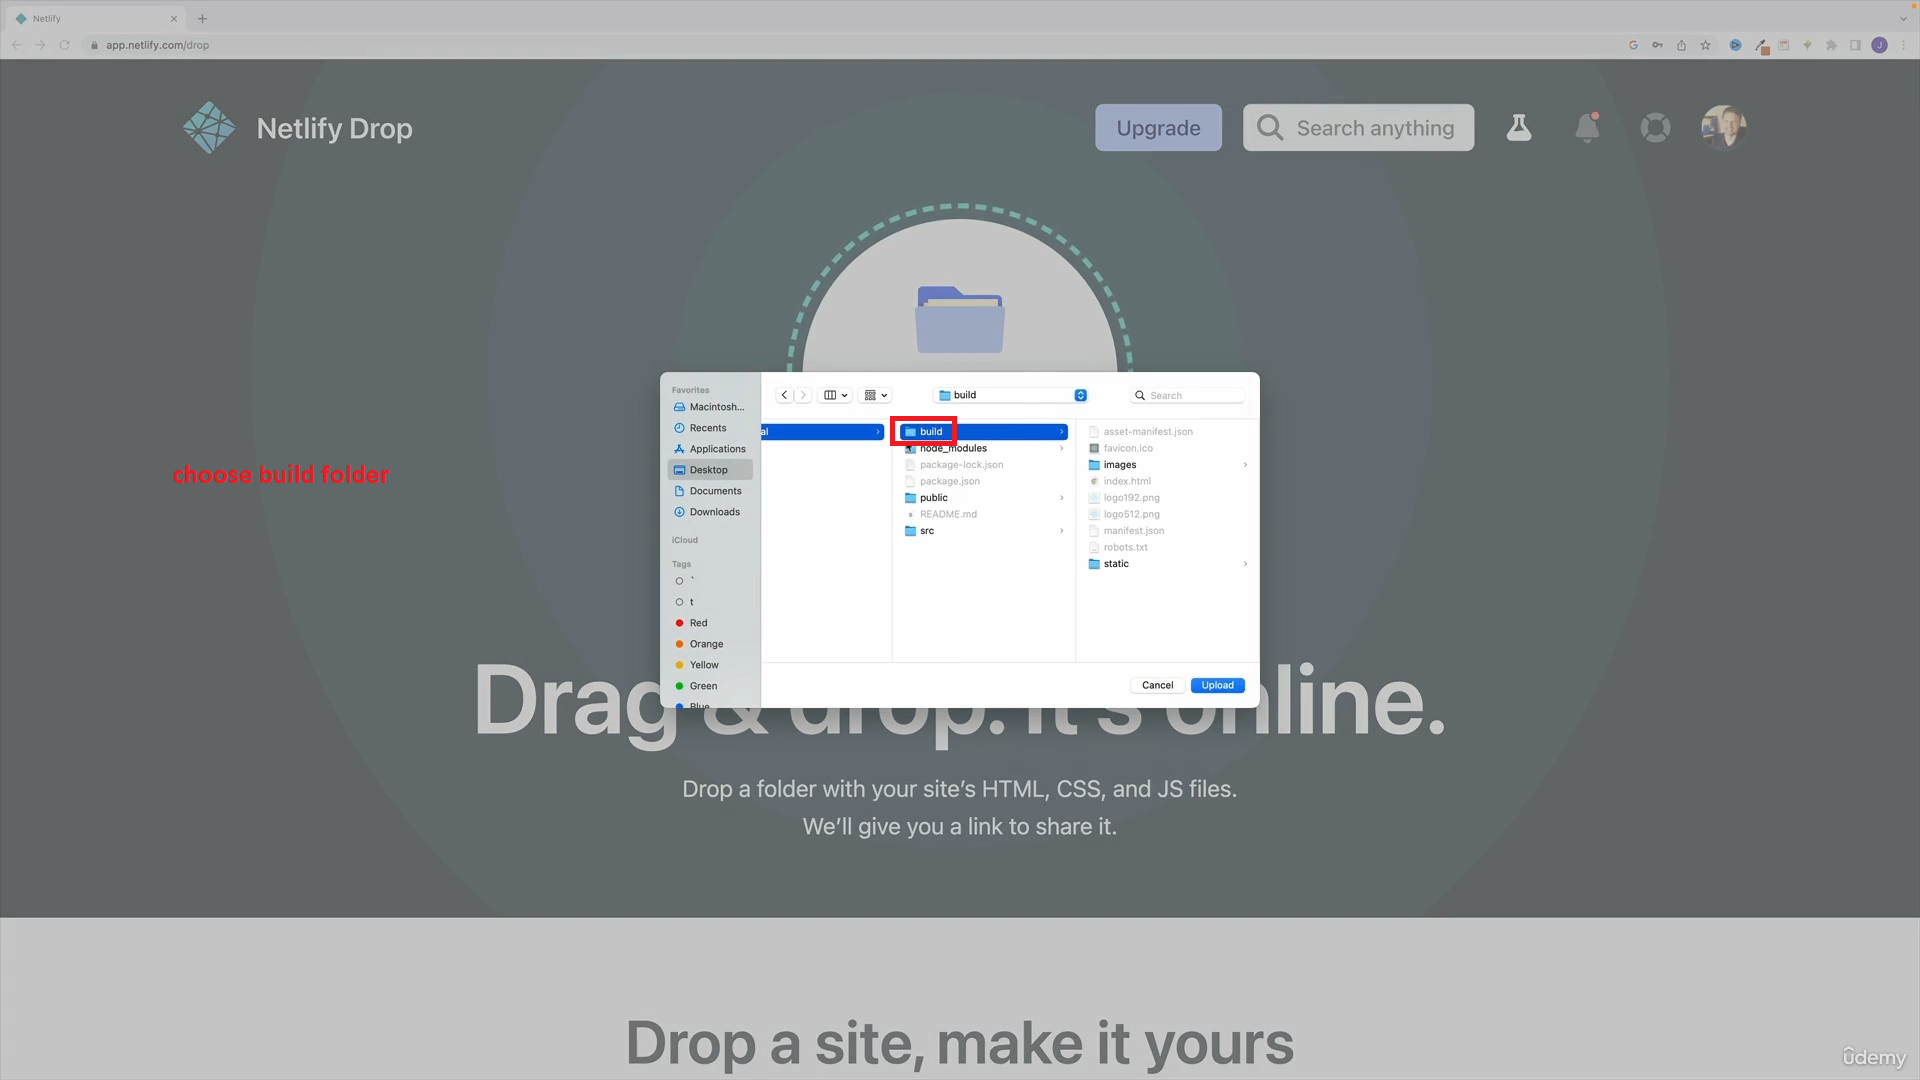 Netlify
app.netlify.com/drop
J
Netlify Drop
Upgrade
Search anything
Favorites
Macintosh...
Recents
Applications
Desktop
Documents
Downloads
iCloud
Tags
`
t
Red
Orange
Yellow
Green
Blue
build
Search
al
build
node_modules
package-lock.json
package.json
public
README.md
src
asset-manifest.json
favicon.ico
images
index.html
logo192.png
logo512.png
manifest.json
robots.txt
static
Cancel
Upload
choose build folder
Drag & drop. It's online.
Drop a folder with your site’s HTML, CSS, and JS files.
We’ll give you a link to share it.
Drop a site, make it yours
ûdemy